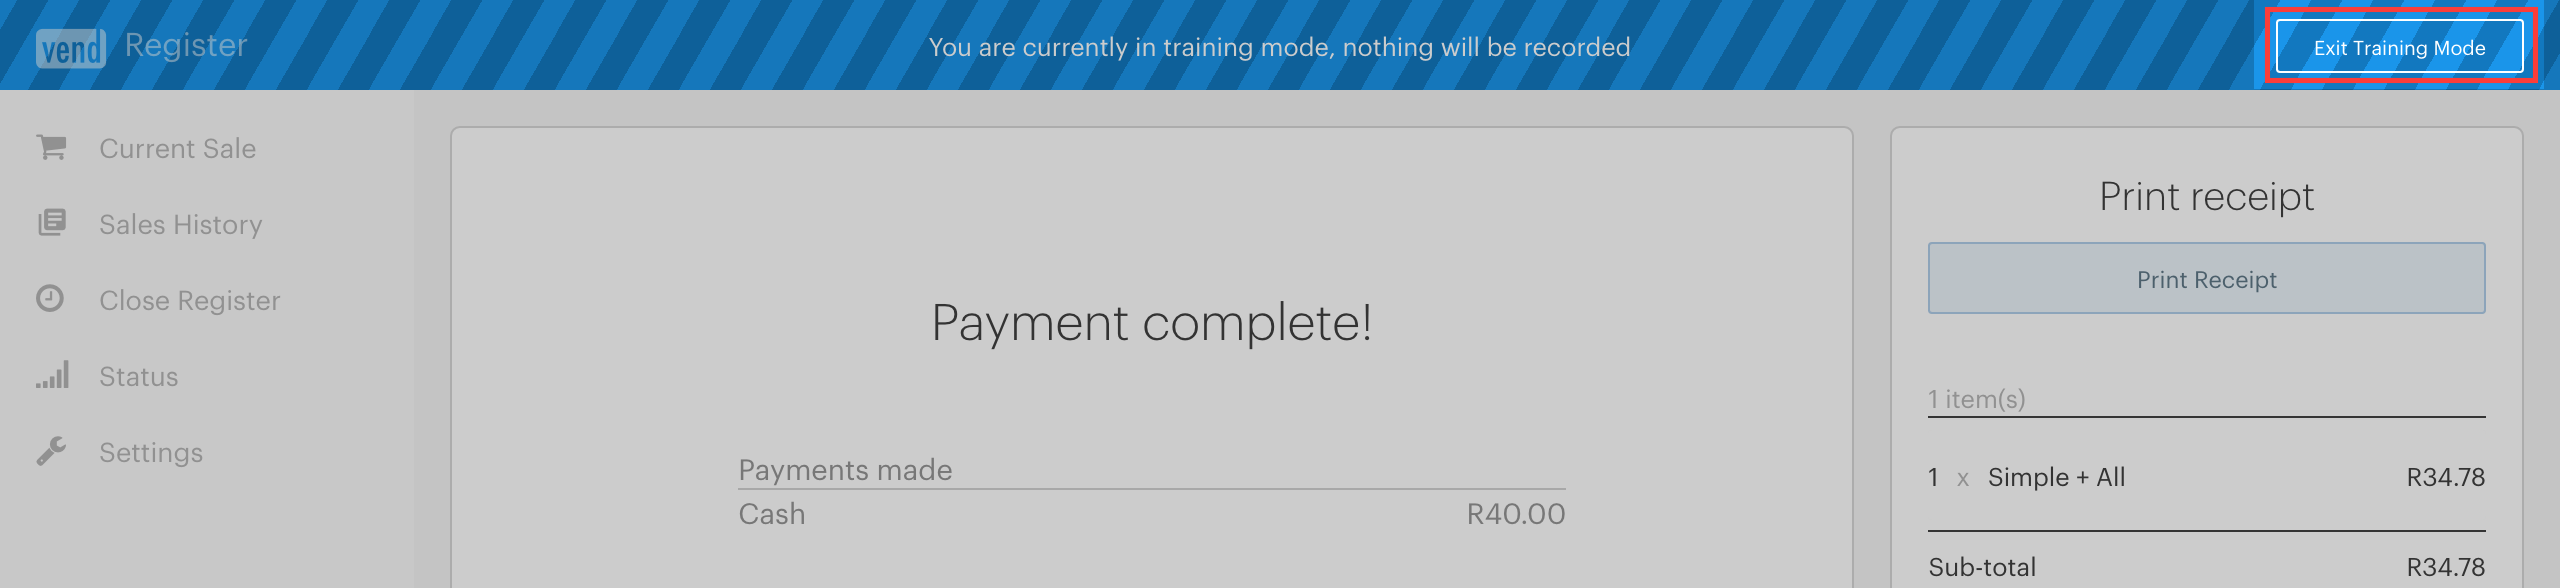 vend Register
You are currently in training mode, nothing will be recorded
Exit Training Mode
Current Sale
Sales History
Close Register
Status
Settings
Payment complete!
Payments made
Cash R40.00
Print receipt
Print Receipt
1 item(s)
1 x Simple + All R34.78
Sub-total R34.78